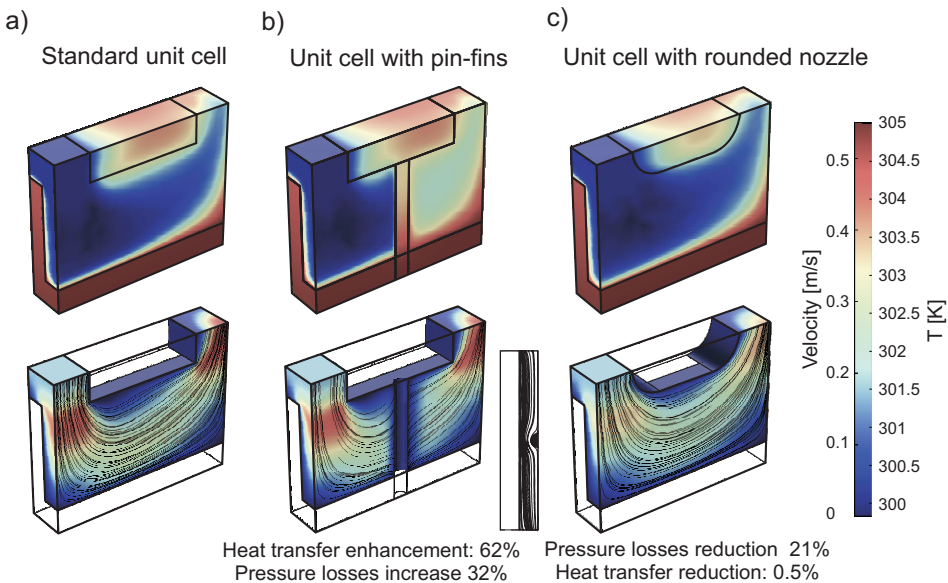 a)
Standard unit cell
b)
Unit cell with pin-fins
c)
Unit cell with rounded nozzle
Velocity [m/s]
0.5
0.4
0.3
0.2
0.1
0
T [K]
305
304.5
304
303.5
303
302.5
302
301.5
301
300.5
300
Heat transfer enhancement: 62%
Pressure losses increase 32%
Pressure losses reduction 21%
Heat transfer reduction: 0.5%